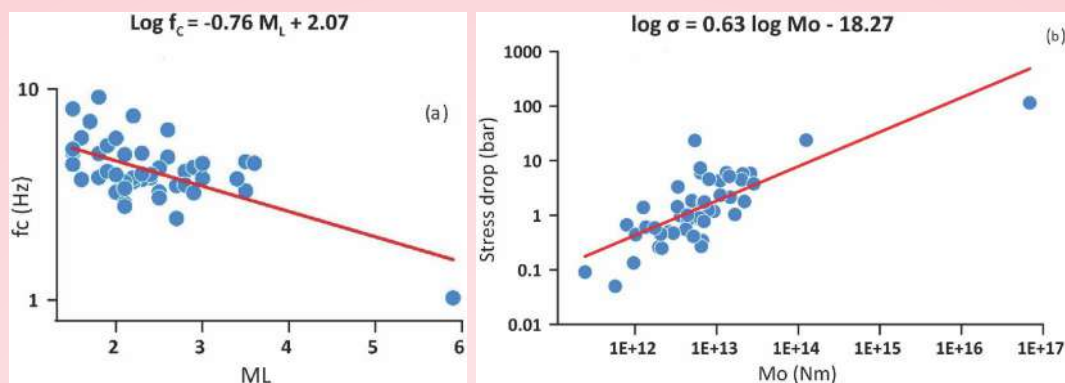 Log f_C = -0.76 M_L + 2.07
10
(a)
fc (Hz)
1
2
3
4
5
6
ML
log σ = 0.63 log Mo - 18.27
1000
(b)
100
10
Stress drop (bar)
1
0.1
0.01
1E+12
1E+13
1E+14
1E+15
1E+16
1E+17
Mo (Nm)